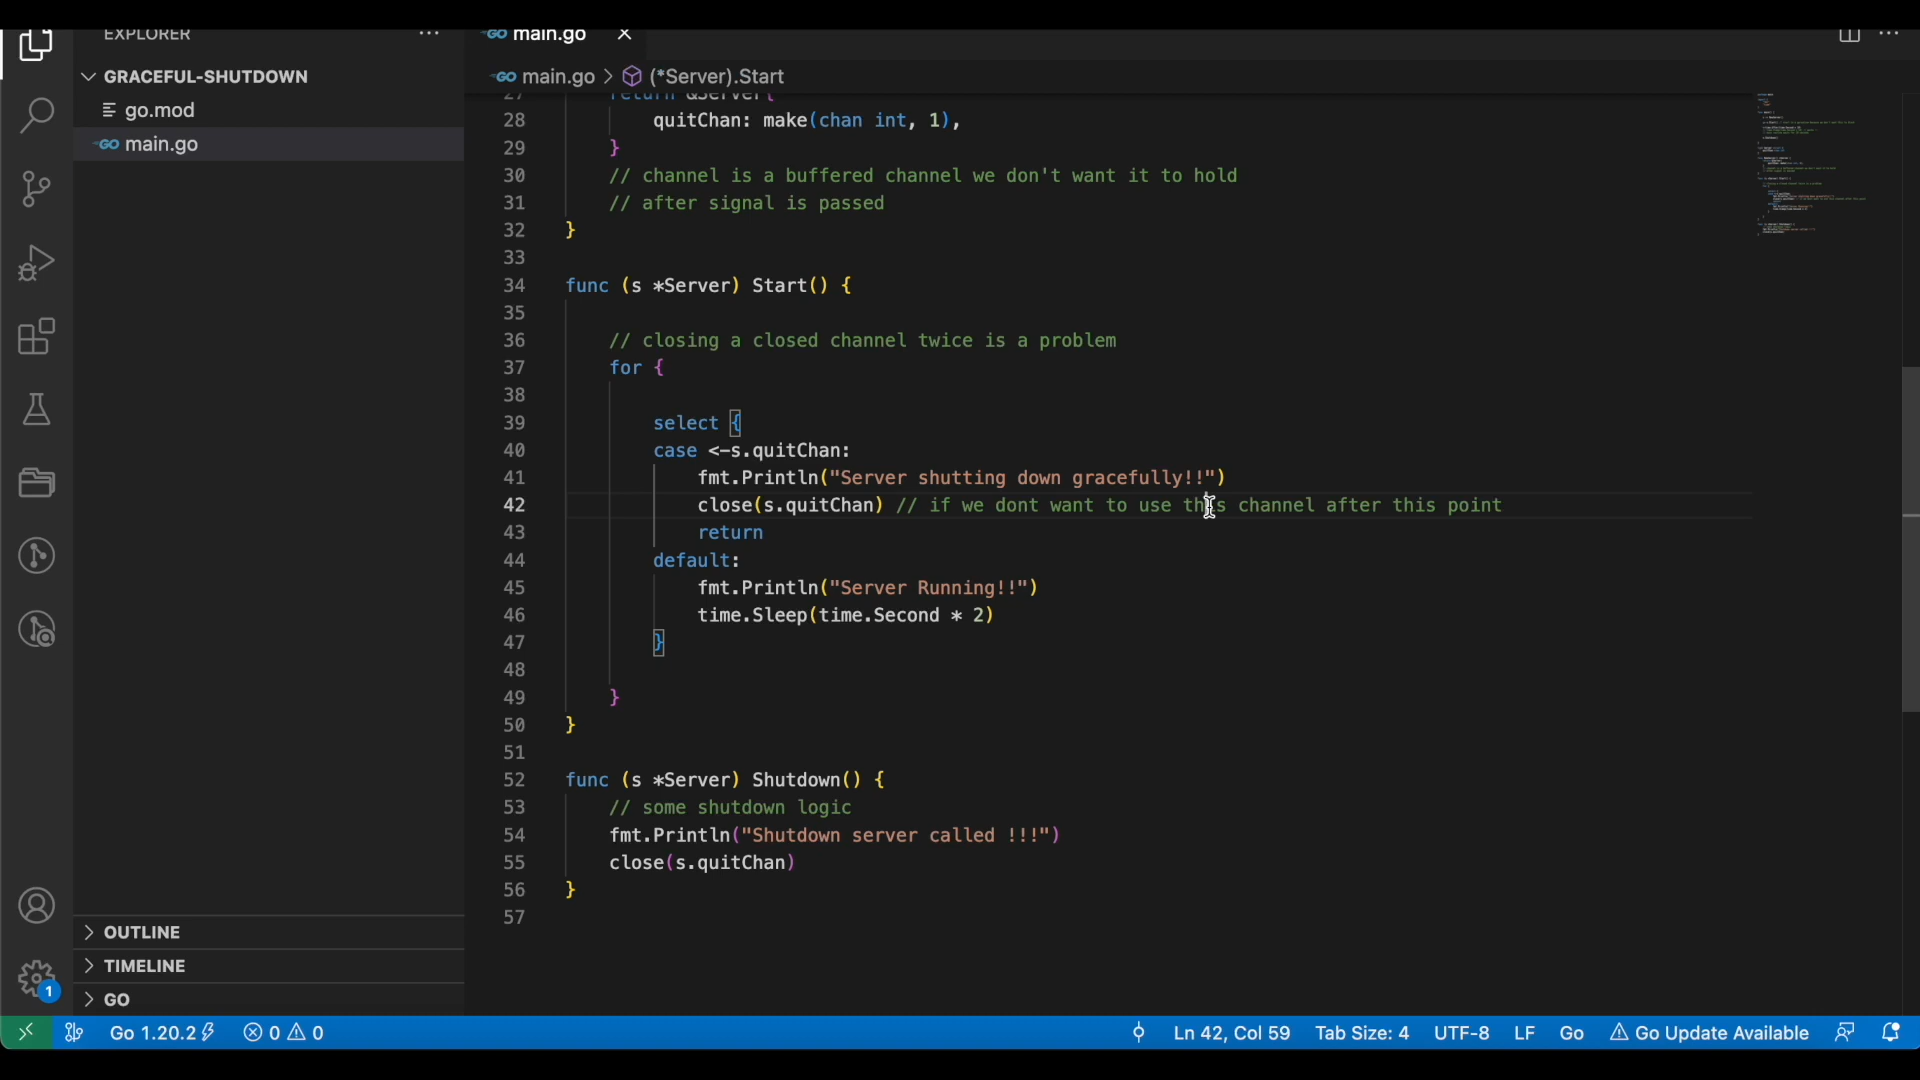 EXPLORER
GRACEFUL-SHUTDOWN
go.mod
main.go
OUTLINE
TIMELINE
GO
main.go
main.go > (*Server).Start
27 return &Server{
28 quitChan: make(chan int, 1),
29 }
30 // channel is a buffered channel we don't want it to hold
31 // after signal is passed
32 }
33
34 func (s *Server) Start() {
35
36 // closing a closed channel twice is a problem
37 for {
38
39 select {
40 case <-s.quitChan:
41 fmt.Println("Server shutting down gracefully!!")
42 close(s.quitChan) // if we dont want to use this channel after this point
43 return
44 default:
45 fmt.Println("Server Running!!")
46 time.Sleep(time.Second * 2)
47 }
48
49 }
50 }
51
52 func (s *Server) Shutdown() {
53 // some shutdown logic
54 fmt.Println("Shutdown server called !!!")
55 close(s.quitChan)
56 }
57
1
Go 1.20.2 0 0 Ln 42, Col 59 Tab Size: 4 UTF-8 LF Go Go Update Available